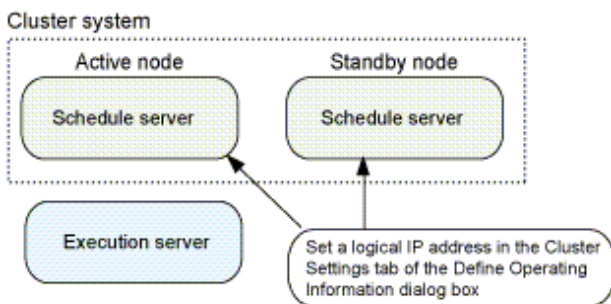 Cluster system
Active node
Standby node
Schedule server
Schedule server
Execution server
Set a logical IP address in the Cluster
Settings tab of the Define Operating
Information dialog box